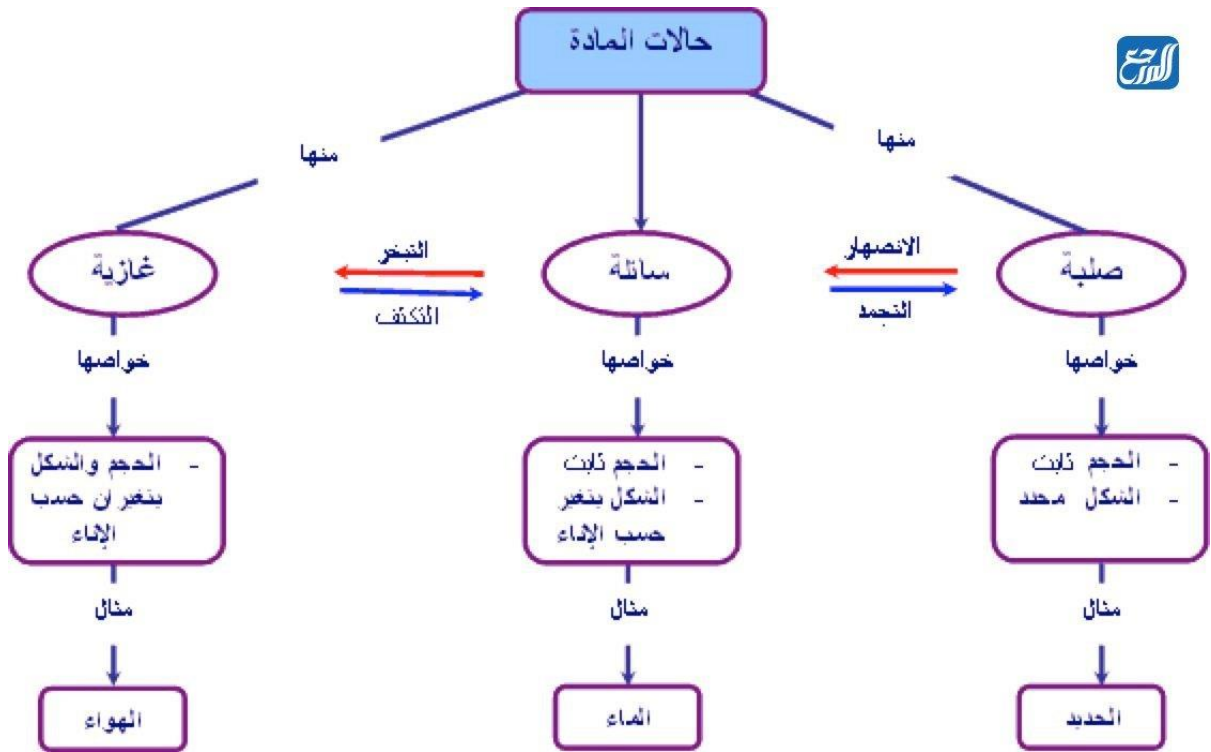 حالات المادة
المرجع
منها
منها
صلبة
الانصهار
التجمد
سائلة
التبخر
التكثف
غازية
خواصها
خواصها
خواصها
- الحجم ثابت
- الشكل محدد
- الحجم ثابت
- الشكل يتغير
حسب الإناء
- الحجم والشكل
يتغيران حسب
الإناء
مثال
مثال
مثال
الحديد
الماء
الهواء